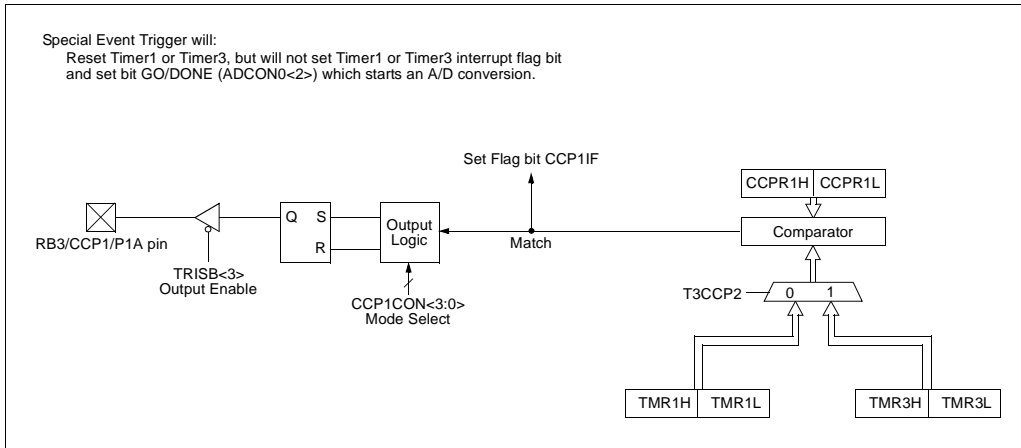 Special Event Trigger will:
Reset Timer1 or Timer3, but will not set Timer1 or Timer3 interrupt flag bit
and set bit GO/DONE (ADCON0<2>) which starts an A/D conversion.
Set Flag bit CCP1IF
CCPR1H CCPR1L
Comparator
Q S
R
Output
Logic
Match
RB3/CCP1/P1A pin
TRISB<3>
Output Enable
CCP1CON<3:0>
Mode Select
T3CCP2
0 1
TMR1H TMR1L
TMR3H TMR3L